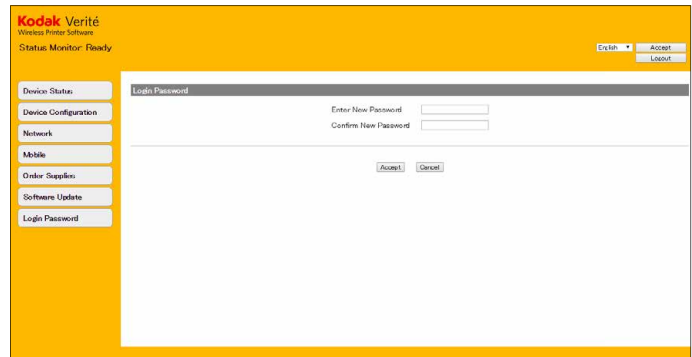 Kodak Verité
Wireless Printer Software
Status Monitor: Ready
English
Accept
Logout
Device Status
Device Configuration
Network
Mobile
Order Supplies
Software Update
Login Password
Login Password
Enter New Password
Confirm New Password
Accept Cancel